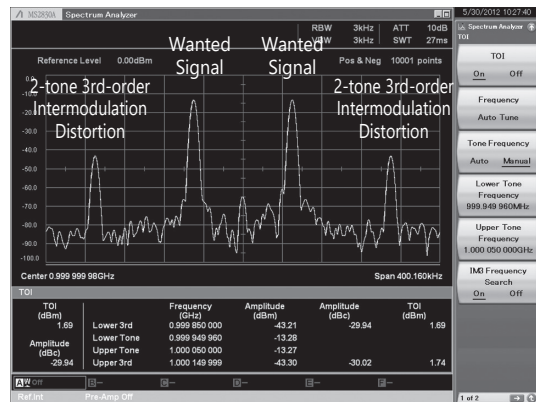 MS2830A Spectrum Analyzer
5/30/2012 10:27:40
RBW 3kHz ATT 10dB
VBW 3kHz SWT 27ms
Reference Level 0.00dBm
Pos & Neg 10001 points
Wanted
Signal
Wanted
Signal
2-tone 3rd-order
Intermodulation
Distortion
2-tone 3rd-order
Intermodulation
Distortion
0.0
-30.0
-40.0
-50.0
-60.0
-70.0
-80.0
-90.0
-100.0
Center 0.999 999 98GHz
Span 400.160kHz
TOI
TOI (dBm) Frequency (GHz) Amplitude (dBm) Amplitude (dBc) TOI (dBm)
1.69 Lower 3rd 0.999 850 000 -43.21 -29.94 1.69
Lower Tone 0.999 949 960 -13.28
Amplitude (dBc) Upper Tone 1.000 050 000 -13.27
-29.94 Upper 3rd 1.000 149 999 -43.30 -30.02 1.74
A W Off B -- C -- D -- E -- F --
Ref.Int Pre-Amp Off
Spectrum Analyzer
TOI
TOI
On Off
Frequency
Auto Tune
Tone Frequency
Auto Manual
Lower Tone
Frequency
999.949 960MHz
Upper Tone
Frequency
1.000 050 000GHz
IM3 Frequency
Search
On Off
1 of 2